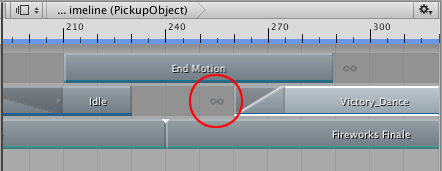 ... imeline (PickupObject)
210 240 270 300
End Motion
Idle
Victory_Dance
Fireworks Finale